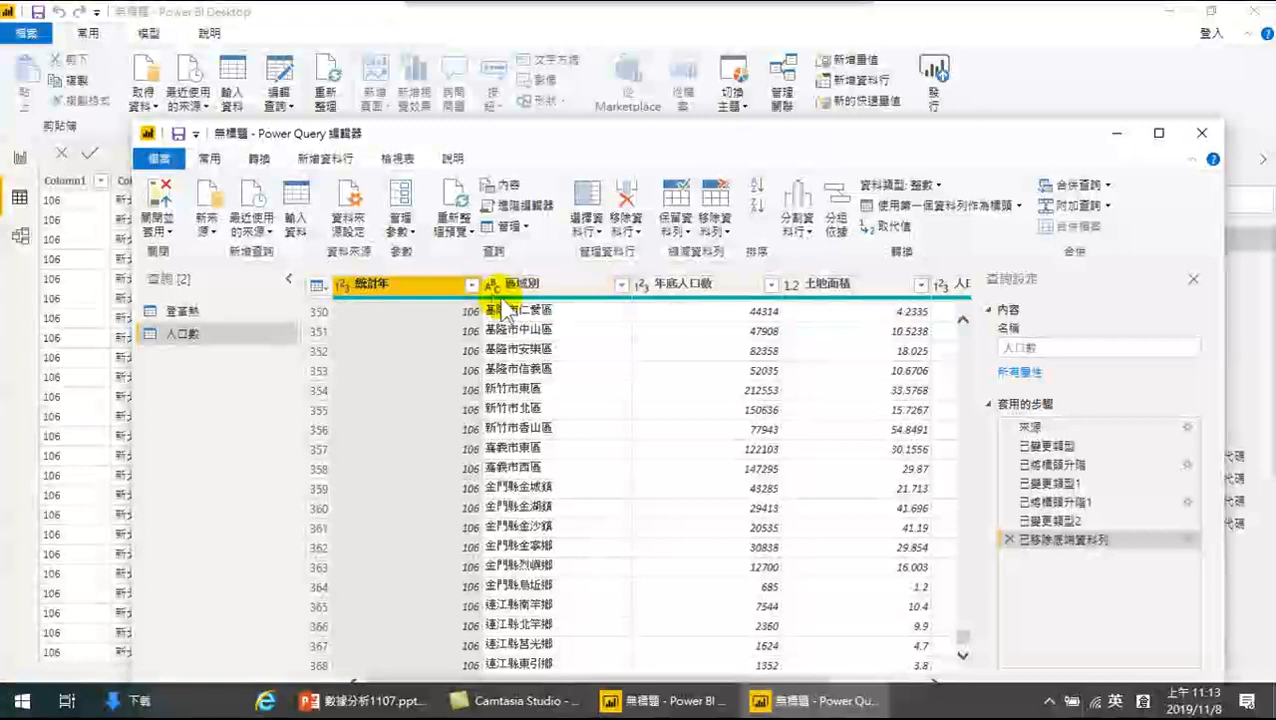 無標題 - Power BI Desktop
檔案 常用 模型 說明 登入
剪下
複製
複製格式
貼上
剪貼簿
取得資料
最近使用的來源
輸入資料
編輯查詢
重新整理
新增頁面
新視覺效果
文字方塊
影像
圖形
從 Marketplace
切換主題
管理關聯
新增量值
新增資料行
新的快速量值
發行
無標題 - Power Query 編輯器
檔案 常用 轉換 新增資料行 檢視表 說明
關閉並套用
新來源
最近使用的來源
輸入資料
資料來源設定
管理參數
重新整理預覽
內容
進階編輯器
管理
選擇資料行
移除資料行
保留資料列
移除資料列
分割資料行
分組依據
資料類型: 整數
使用第一個資料列作為標頭
取代值
合併查詢
附加查詢
合併檔案
關閉 新增查詢 資料來源 參數 查詢 管理資料行 縮減資料列 排序 轉換 合併
Column1
查詢 [2]
登革熱
人口數
統計年 區域別 年底人口數 土地面積
350 106 基隆市仁愛區 44314 4.2335
351 106 基隆市中山區 47908 10.5238
352 106 基隆市安樂區 82358 18.025
353 106 基隆市信義區 52035 10.6706
354 106 新竹市東區 212553 33.5768
355 106 新竹市北區 150636 15.7267
356 106 新竹市香山區 77943 54.8491
357 106 嘉義市東區 122103 30.1556
358 106 嘉義市西區 147295 29.87
359 106 金門縣金城鎮 43285 21.713
360 106 金門縣金湖鎮 29413 41.696
361 106 金門縣金沙鎮 20535 41.19
362 106 金門縣金寧鄉 30838 29.854
363 106 金門縣烈嶼鄉 12700 16.003
364 106 金門縣烏坵鄉 685 1.2
365 106 連江縣南竿鄉 7544 10.4
366 106 連江縣北竿鄉 2360 9.9
367 106 連江縣莒光鄉 1624 4.7
368 106 連江縣東引鄉 1352 3.8
查詢設定
內容
名稱
人口數
所有屬性
套用的步驟
來源
已變更類型
已將標頭升階
已變更類型1
已將標頭升階1
已變更類型2
已移除底端資料列
下載
數據分析1107.ppt...
Camtasia Studio - ...
無標題 - Power BI ...
無標題 - Power Qu...
英
上午 11:13
2019/11/8